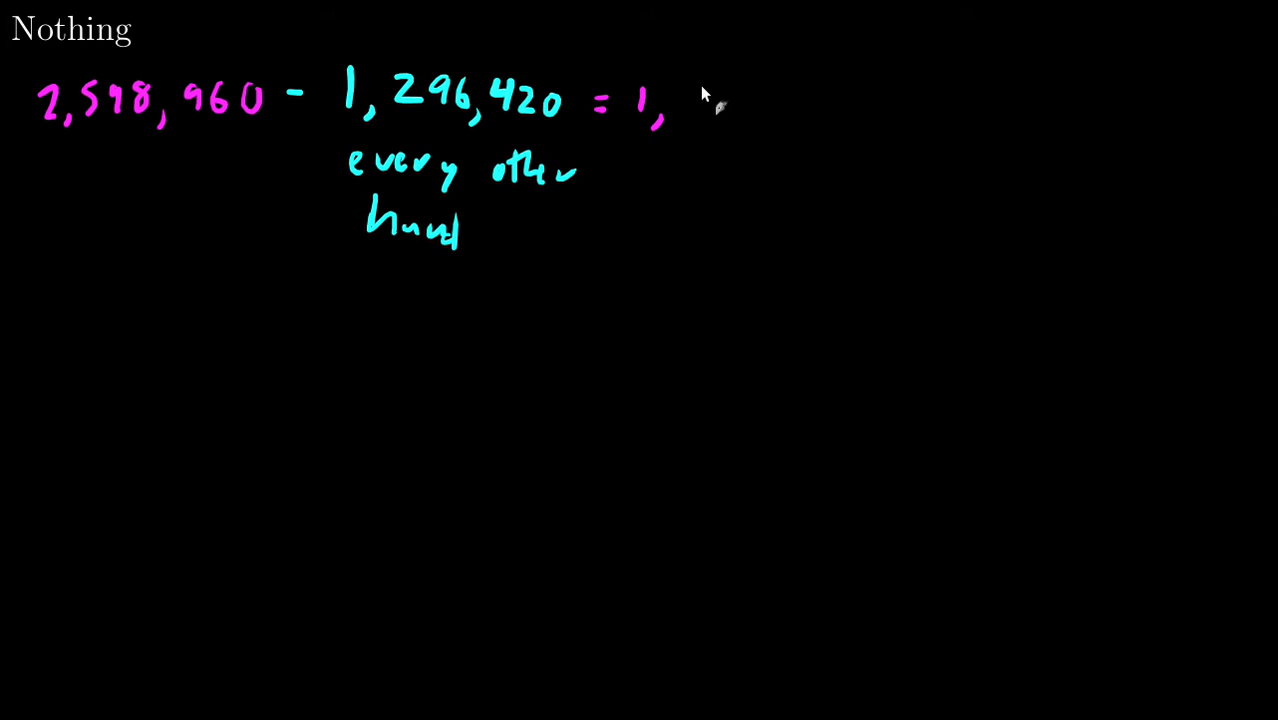 Nothing
2,598,960 - 1,296,420 = 1,
every other
hand